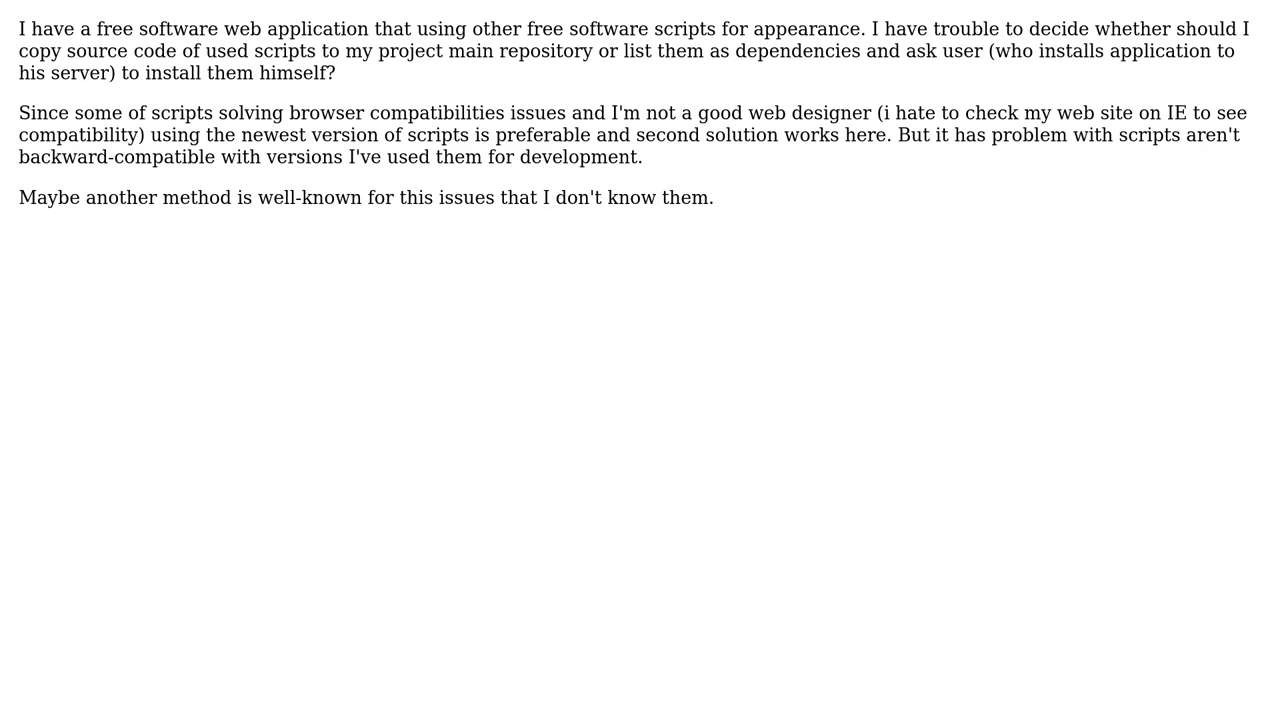 I have a free software web application that using other free software scripts for appearance. I have trouble to decide whether should I
copy source code of used scripts to my project main repository or list them as dependencies and ask user (who installs application to
his server) to install them himself?
Since some of scripts solving browser compatibilities issues and I'm not a good web designer (i hate to check my web site on IE to see
compatibility) using the newest version of scripts is preferable and second solution works here. But it has problem with scripts aren't
backward-compatible with versions I've used them for development.
Maybe another method is well-known for this issues that I don't know them.